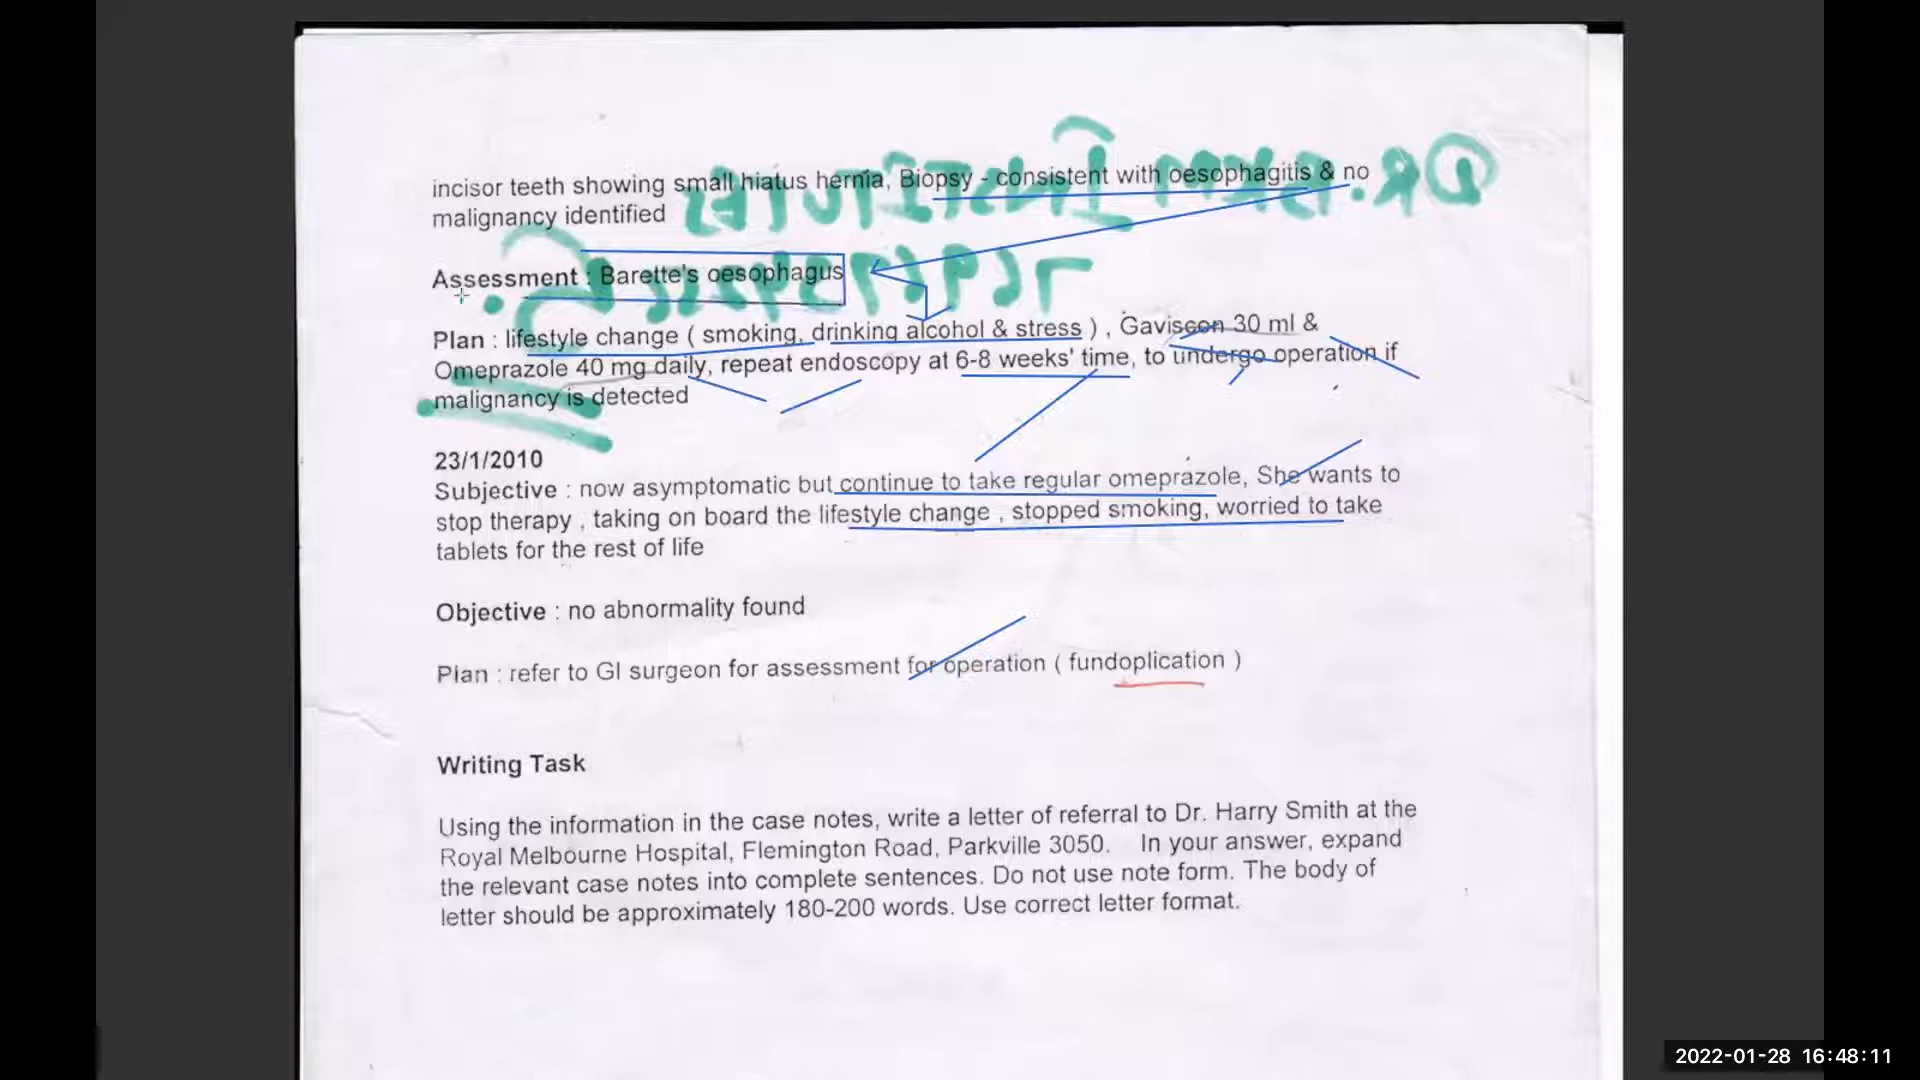 incisor teeth showing small hiatus hernia, Biopsy - consistent with oesophagitis & no
malignancy identified
Assessment : Barette's oesophagus
Plan : lifestyle change ( smoking, drinking alcohol & stress ) , Gaviscon 30 ml &
Omeprazole 40 mg daily, repeat endoscopy at 6-8 weeks' time, to undergo operation if
malignancy is detected
23/1/2010
Subjective : now asymptomatic but continue to take regular omeprazole, She wants to
stop therapy , taking on board the lifestyle change , stopped smoking, worried to take
tablets for the rest of life
Objective : no abnormality found
Plan : refer to GI surgeon for assessment for operation ( fundoplication )
Writing Task
Using the information in the case notes, write a letter of referral to Dr. Harry Smith at the
Royal Melbourne Hospital, Flemington Road, Parkville 3050. In your answer, expand
the relevant case notes into complete sentences. Do not use note form. The body of
letter should be approximately 180-200 words. Use correct letter format.
2022-01-28 16:48:11